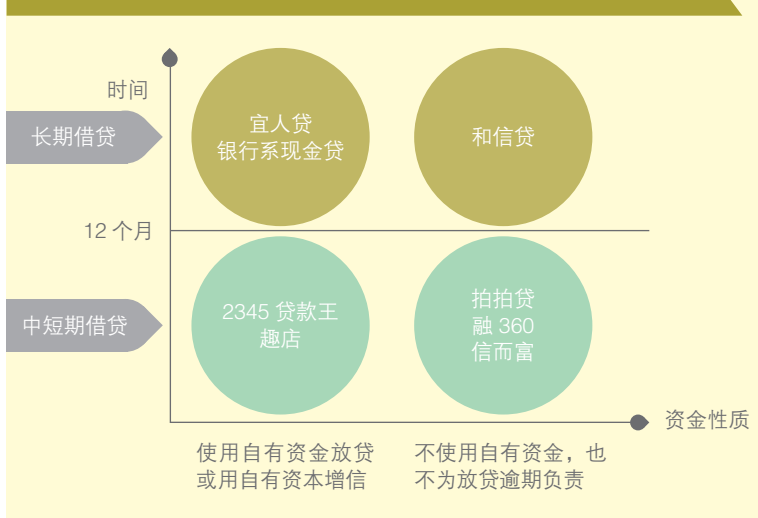 时间
长期借贷
宜人贷
银行系现金贷
和信贷
12 个月
中短期借贷
2345 贷款王
趣店
拍拍贷
融 360
信而富
资金性质
使用自有资金放贷
或用自有资本增信
不使用自有资金，也
不为放贷逾期负责